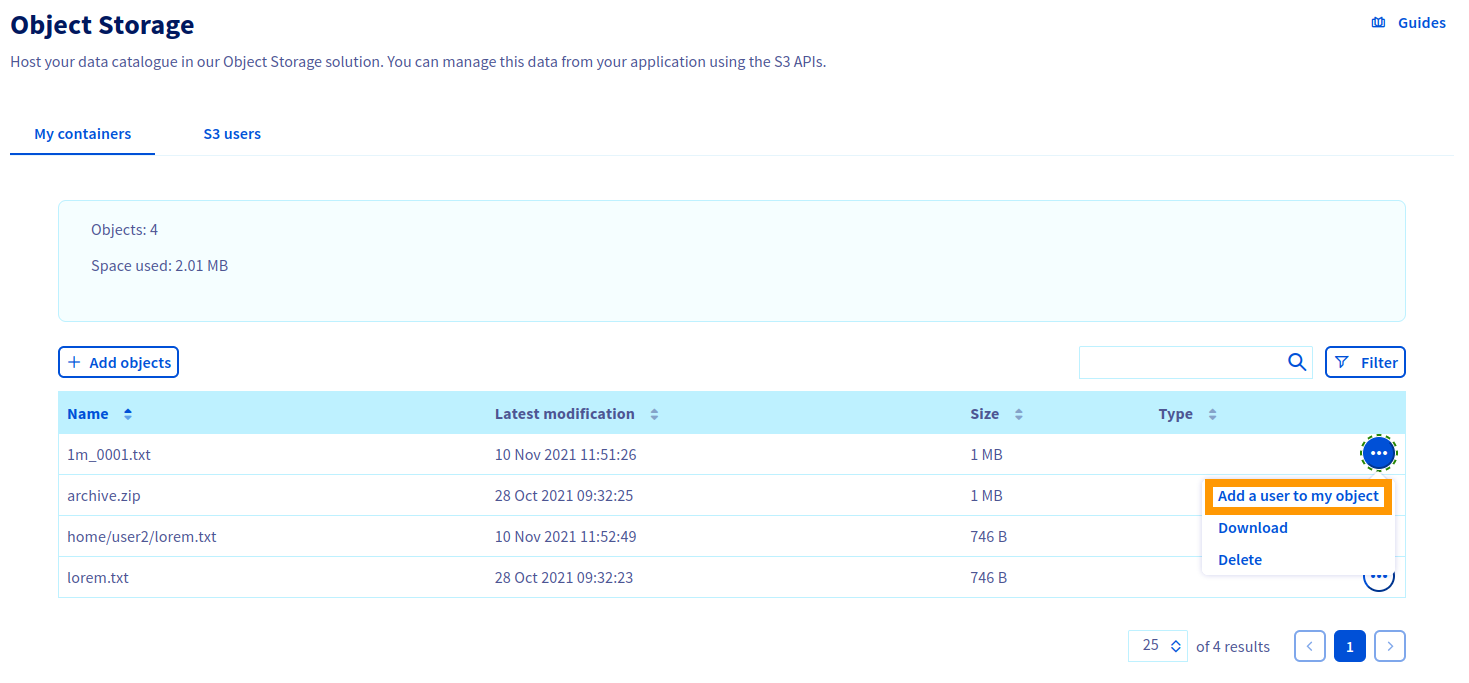 Object Storage
Guides
Host your data catalogue in our Object Storage solution. You can manage this data from your application using the S3 APIs.
My containers
S3 users
Objects: 4
Space used: 2.01 MB
Add objects
Filter
Name Latest modification Size Type
1m_0001.txt 10 Nov 2021 11:51:26 1 MB
archive.zip 28 Oct 2021 09:32:25 1 MB
Add a user to my object
home/user2/lorem.txt 10 Nov 2021 11:52:49 746 B
Download
Delete
lorem.txt 28 Oct 2021 09:32:23 746 B
25 of 4 results 1